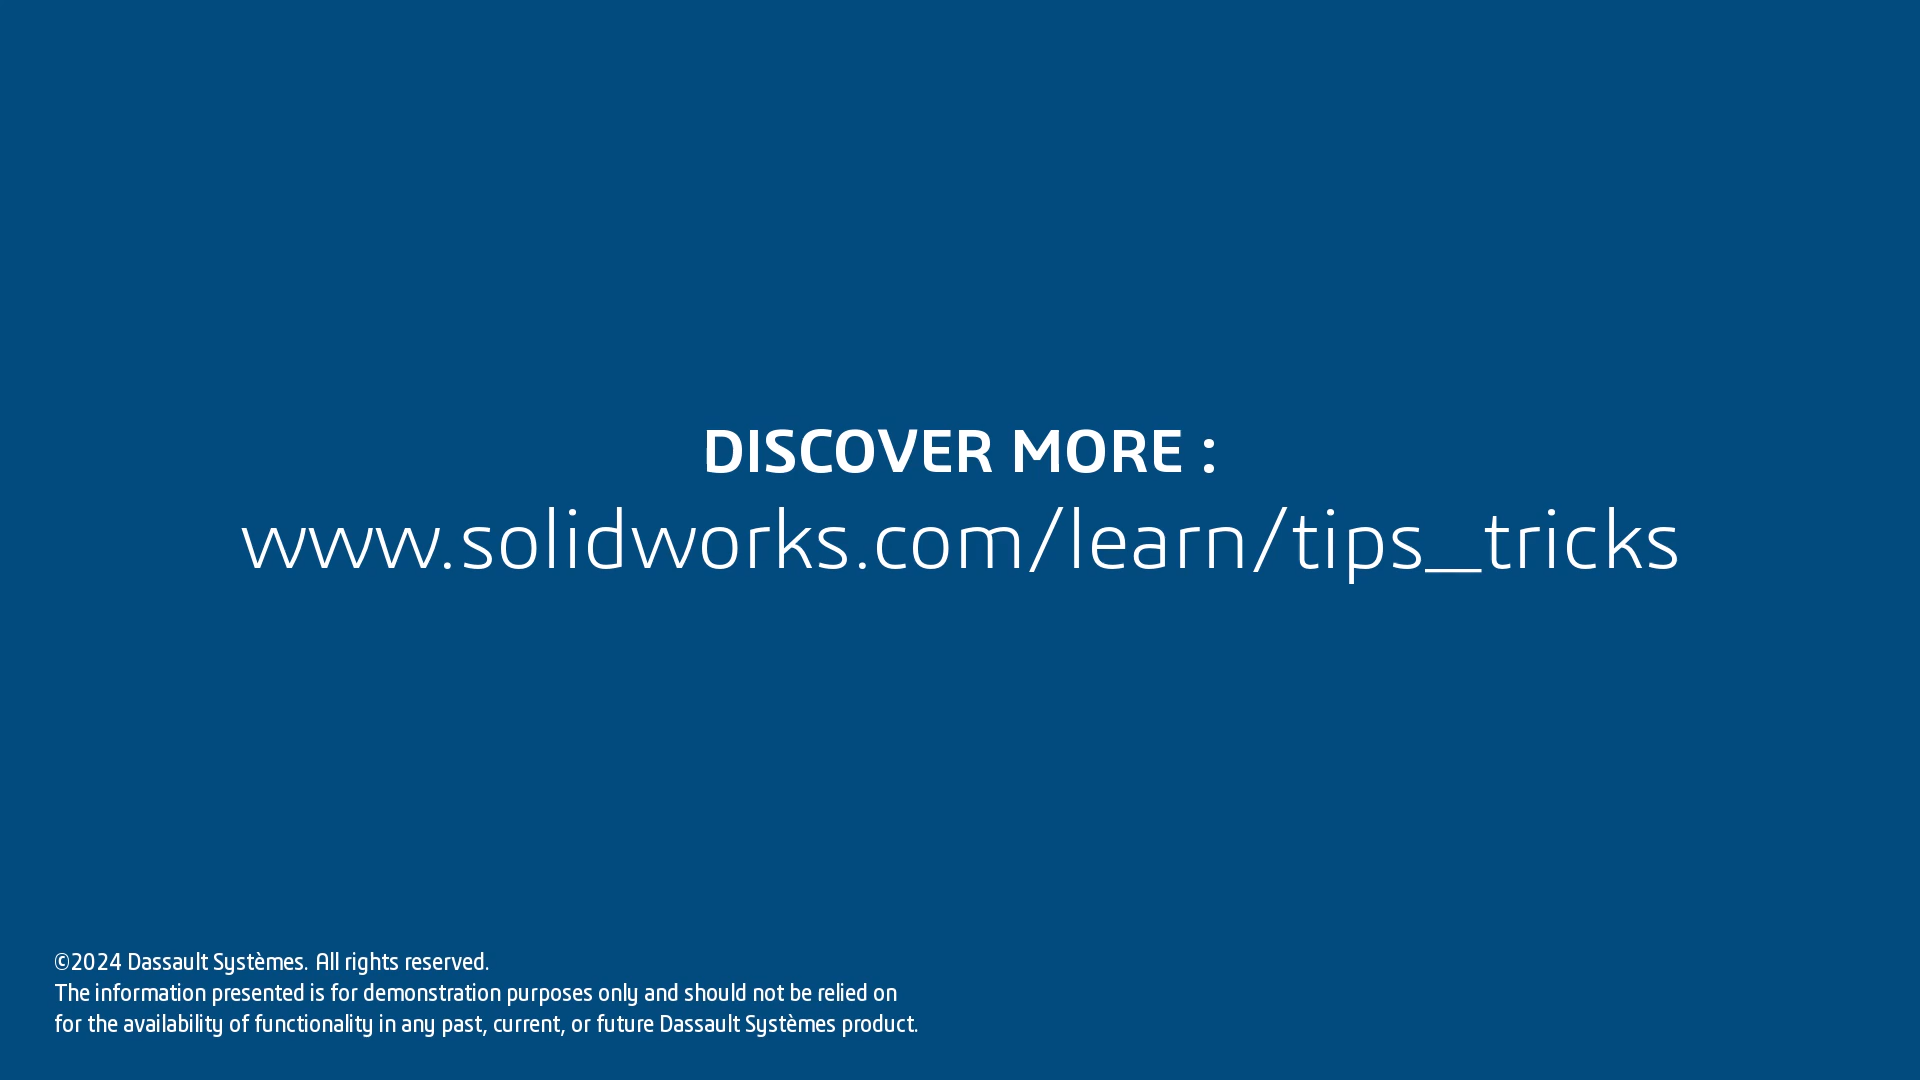 DISCOVER MORE :
www.solidworks.com/learn/tips_tricks
©2024 Dassault Systèmes. All rights reserved.
The information presented is for demonstration purposes only and should not be relied on
for the availability of functionality in any past, current, or future Dassault Systèmes product.